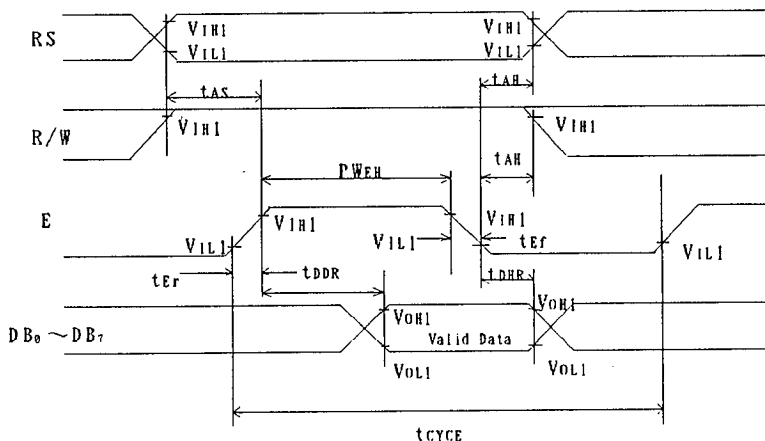 RS VIH1 VIL1 VIH1 VIL1
tAS tAH
R/W VIH1 VIH1
PWEH tAH
E VIH1 VIH1
VIL1 VIL1 tEf VIL1
tEr tDDR tDHR
VOH1 VOH1
DB0 ~DB7 Valid Data
VOL1 VOL1
tCYCE